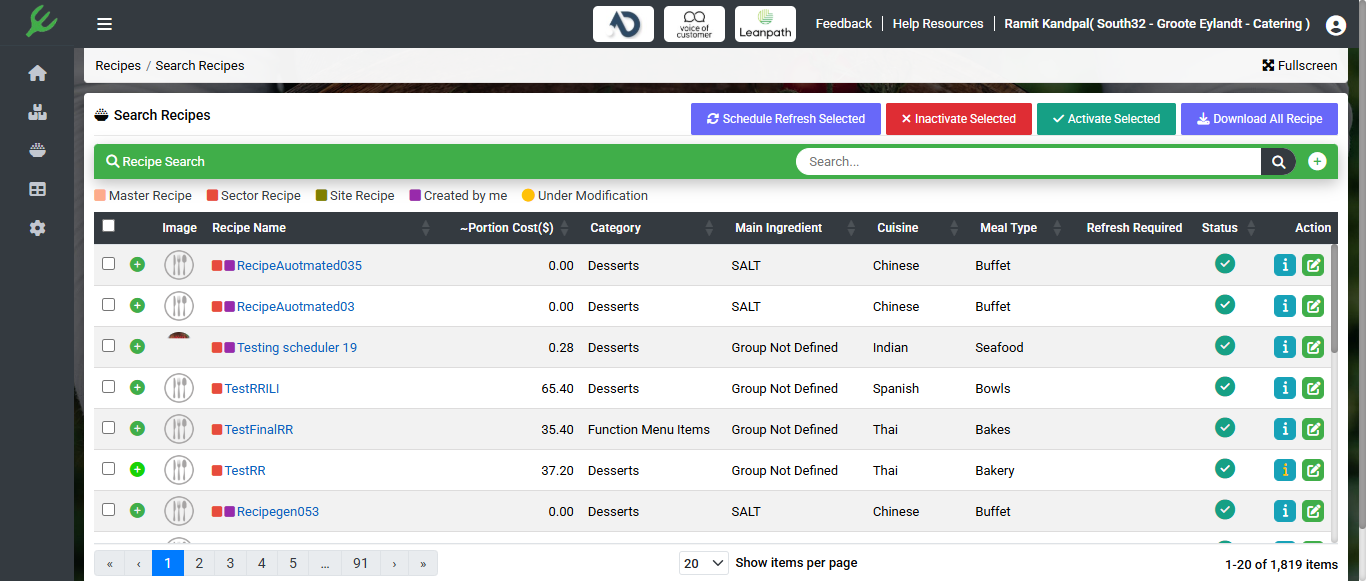 voice of customer
Leanpath
Feedback
Help Resources
Ramit Kandpal( South32 - Groote Eylandt - Catering )
Recipes / Search Recipes
Fullscreen
Search Recipes
Schedule Refresh Selected
Inactivate Selected
Activate Selected
Download All Recipe
Recipe Search
Search...
Master Recipe
Sector Recipe
Site Recipe
Created by me
Under Modification
Image Recipe Name ~Portion Cost($) Category Main Ingredient Cuisine Meal Type Refresh Required Status Action
RecipeAuotmated035 0.00 Desserts SALT Chinese Buffet
RecipeAuotmated03 0.00 Desserts SALT Chinese Buffet
Testing scheduler 19 0.28 Desserts Group Not Defined Indian Seafood
TestRRILI 65.40 Desserts Group Not Defined Spanish Bowls
TestFinalRR 35.40 Function Menu Items Group Not Defined Thai Bakes
TestRR 37.20 Desserts Group Not Defined Thai Bakery
Recipegen053 0.00 Desserts SALT Chinese Buffet
« ‹ 1 2 3 4 5 ... 91 › »
20 Show items per page
1-20 of 1,819 items